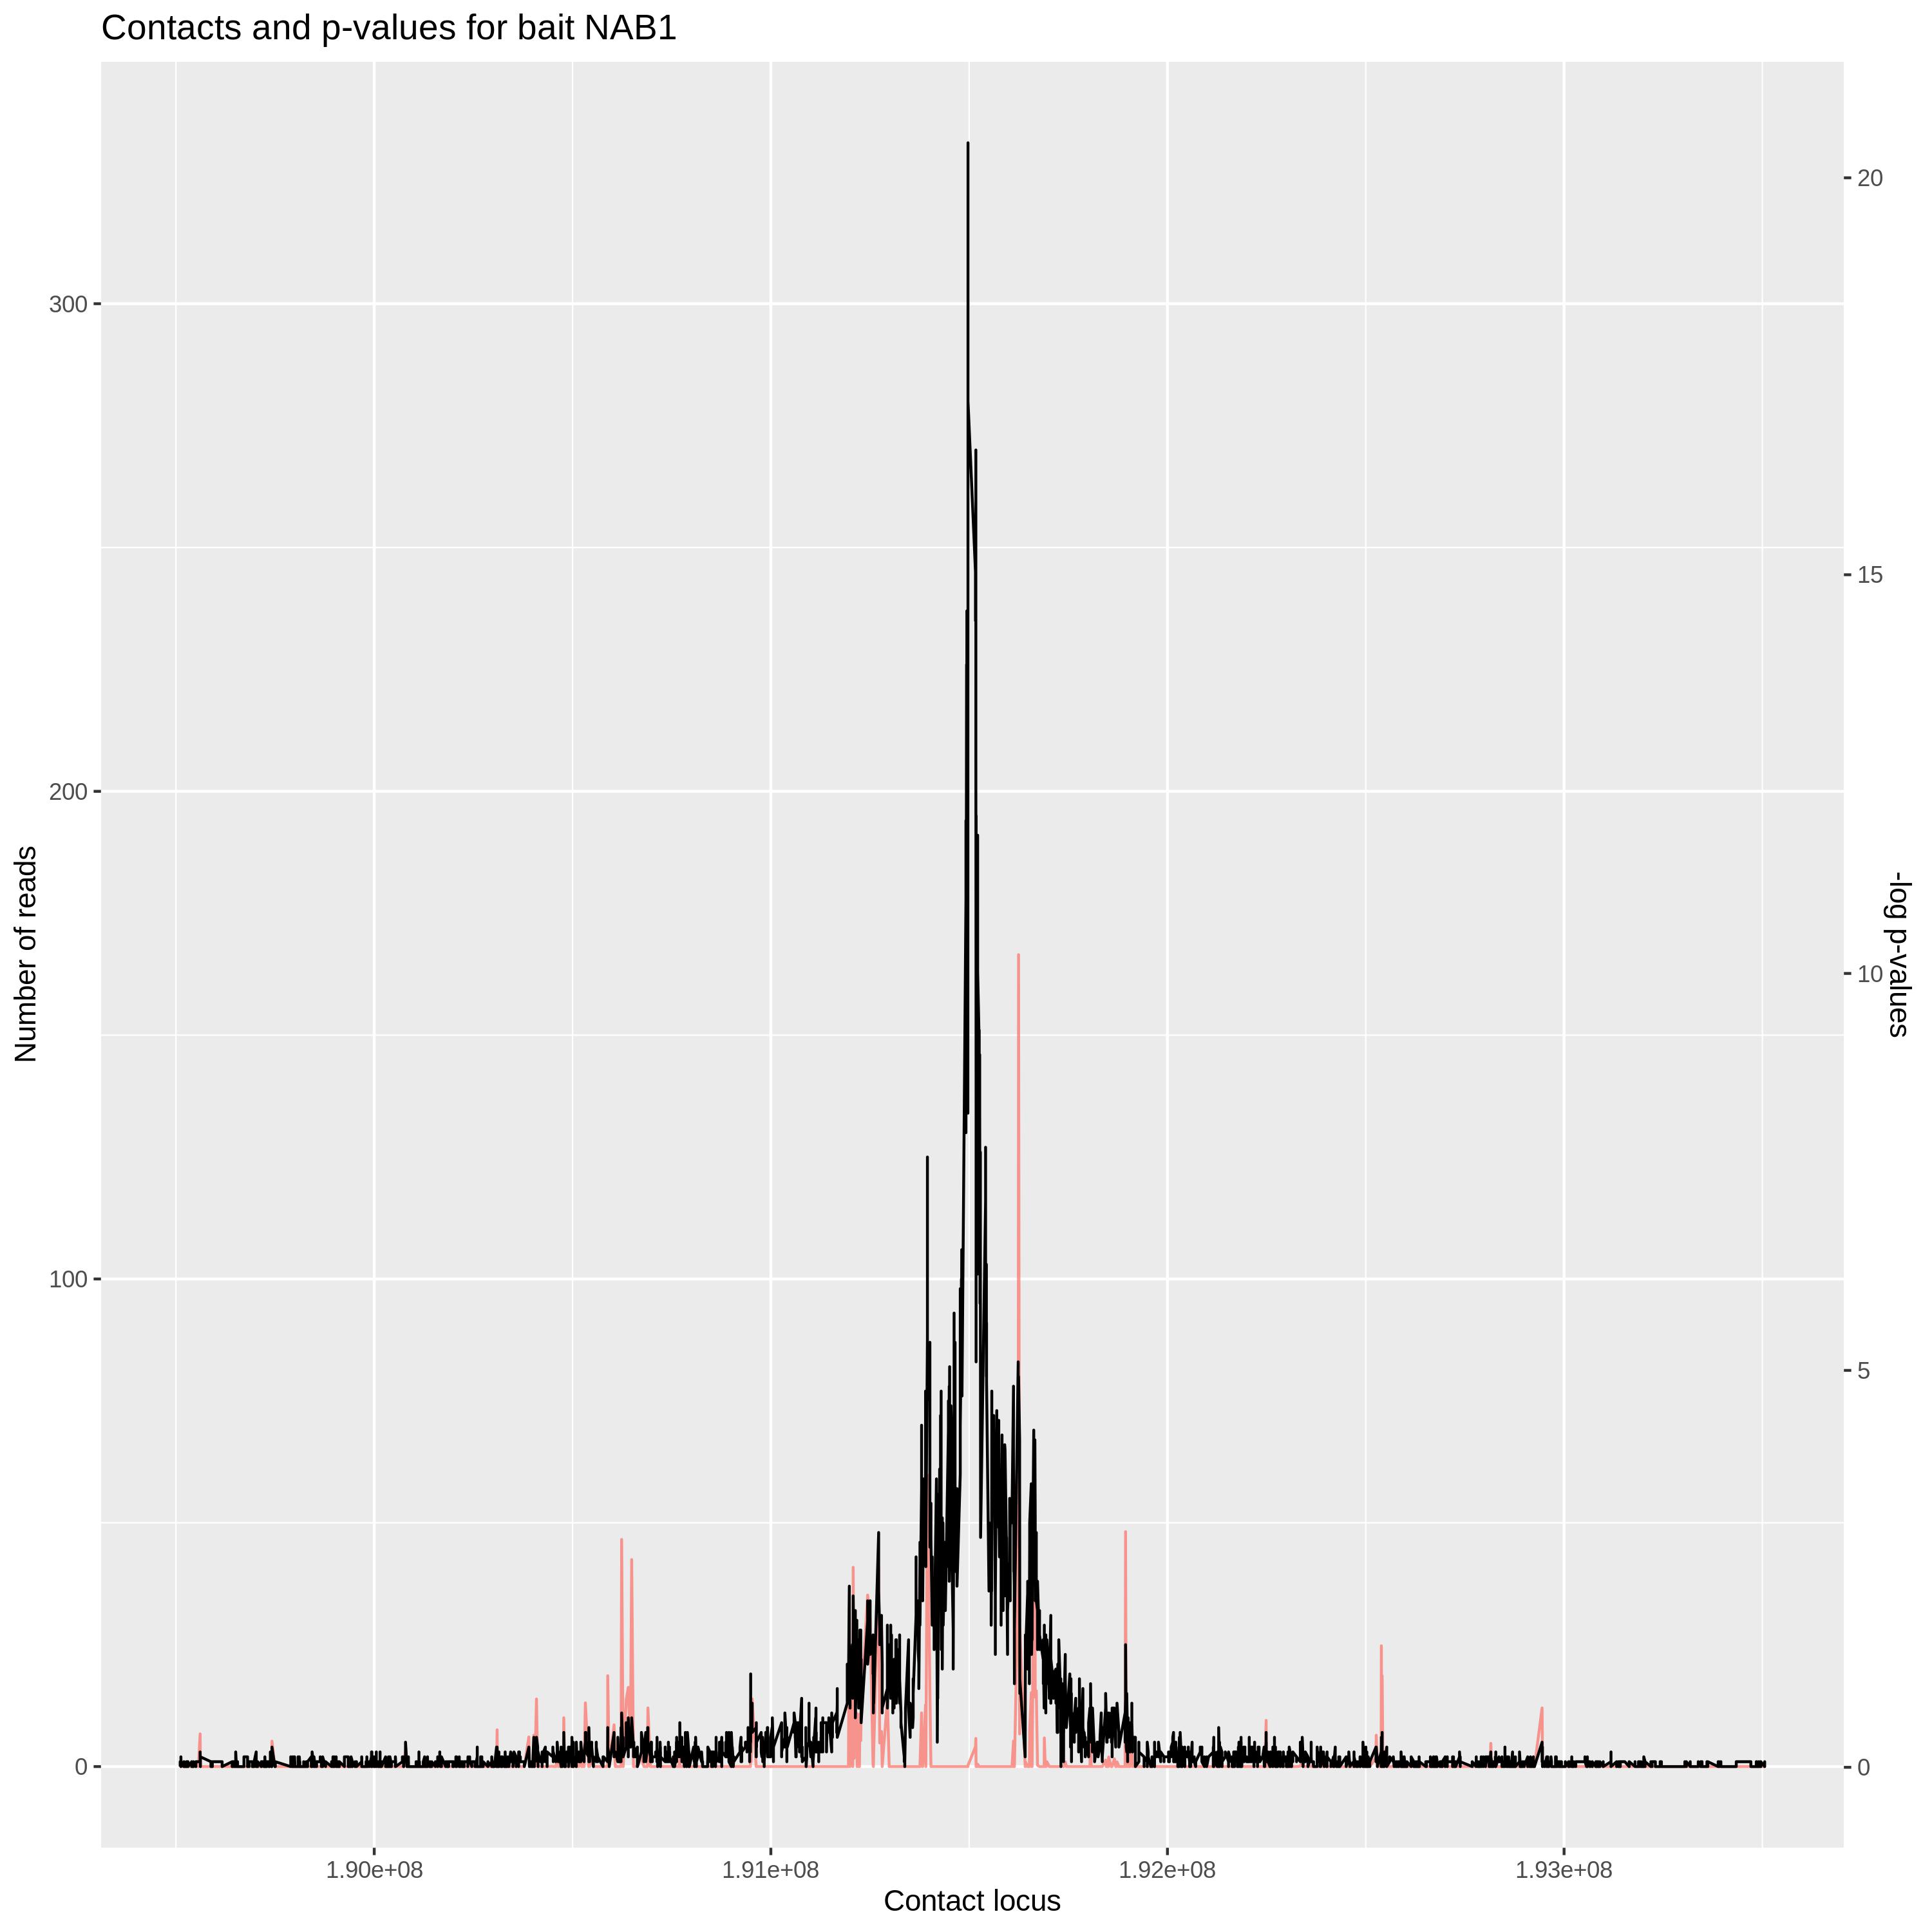 Contacts and p-values for bait NAB1
300
200
100
0
Number of reads
20
15
10
5
0
-log p-values
1.90e+08
1.91e+08
1.92e+08
1.93e+08
Contact locus